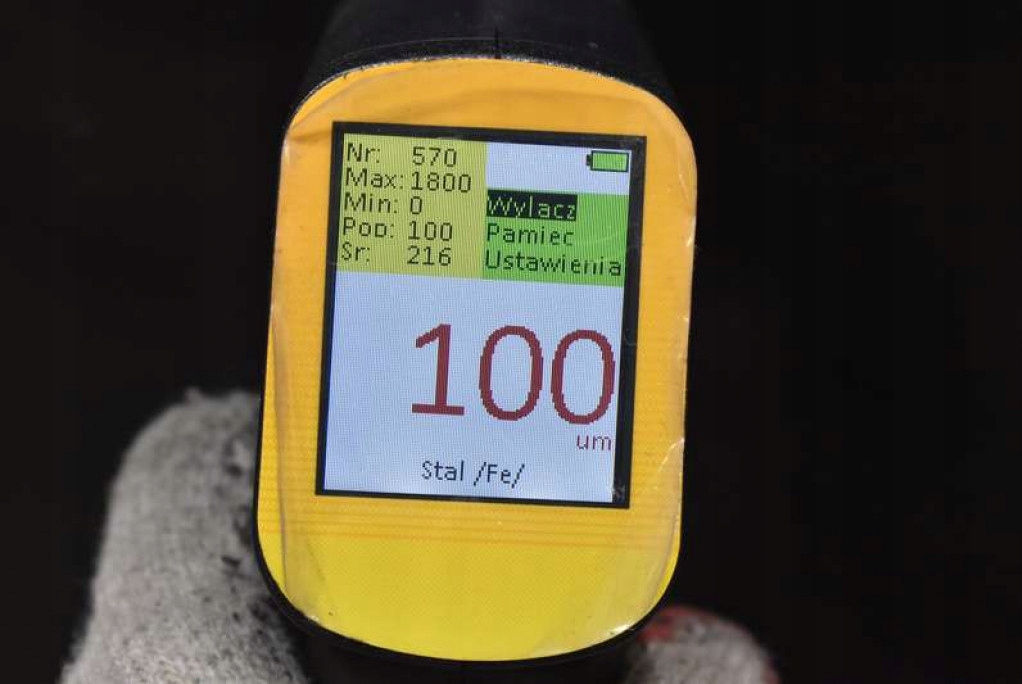 Nr: 570
Max: 1800
Min: 0
Pop: 100
Sr: 216
Wylacz
Pamiec
Ustawienia
100
um
Stal /Fe/